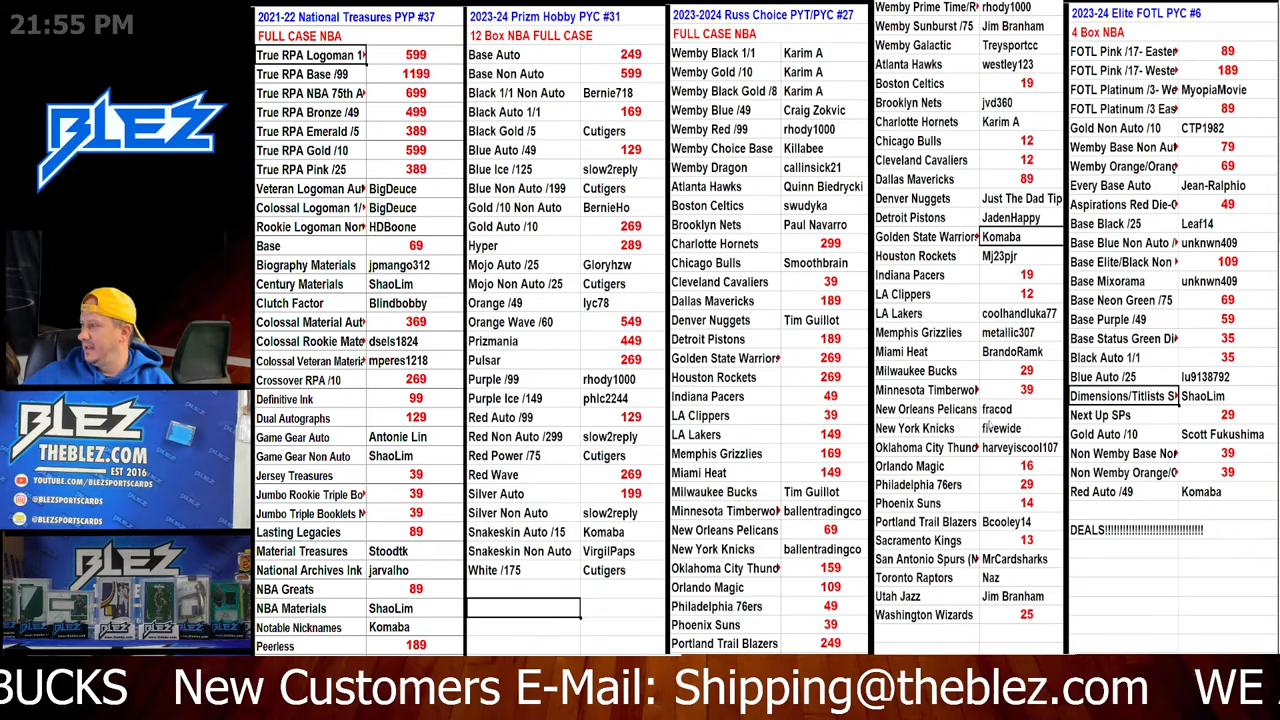 21:55 PM
BLEZ
BLEZ
THEBLEZ.COM
EST 2016
YOUTUBE.COM/BLEZSPORTSCARDS
@BLEZSPORTSCARDS
@BLEZSPORTSCARDS
2021-22 National Treasures PYP #37
FULL CASE NBA
True RPA Logoman 1 599
True RPA Base /99 1199
True RPA NBA 75th A 699
True RPA Bronze /49 499
True RPA Emerald /5 389
True RPA Gold /10 599
True RPA Pink /25 389
Veteran Logoman Au BigDeuce
Colossal Logoman 1/ BigDeuce
Rookie Logoman Non HDBoone
Base 69
Biography Materials jpmango312
Century Materials ShaoLim
Clutch Factor Blindbobby
Colossal Material Aut 369
Colossal Rookie Mate dsels1824
Colossal Veteran Materi mperes1218
Crossover RPA /10 269
Definitive Ink 99
Dual Autographs 129
Game Gear Auto Antonie Lin
Game Gear Non Auto ShaoLim
Jersey Treasures 39
Jumbo Rookie Triple Bo 39
Jumbo Triple Booklets N 39
Lasting Legacies 89
Material Treasures Stoodtk
National Archives Ink jarvalho
NBA Greats 89
NBA Materials ShaoLim
Notable Nicknames Komaba
Peerless 189
2023-24 Prizm Hobby PYC #31
12 Box NBA FULL CASE
Base Auto 249
Base Non Auto 599
Black 1/1 Non Auto Bernie718
Black Auto 1/1 169
Black Gold /5 Cutigers
Blue Auto /49 129
Blue Ice /125 slow2reply
Blue Non Auto /199 Cutigers
Gold /10 Non Auto BernieHo
Gold Auto /10 269
Hyper 289
Mojo Auto /25 Gloryhzw
Mojo Non Auto /25 Cutigers
Orange /49 lyc78
Orange Wave /60 549
Prizmania 449
Pulsar 269
Purple /99 rhody1000
Purple Ice /149 phlc2244
Red Auto /99 129
Red Non Auto /299 slow2reply
Red Power /75 Cutigers
Red Wave 269
Silver Auto 199
Silver Non Auto slow2reply
Snakeskin Auto /15 Komaba
Snakeskin Non Auto VirgilPaps
White /175 Cutigers
2023-2024 Russ Choice PYT/PYC #27
FULL CASE NBA
Wemby Black 1/1 Karim A
Wemby Gold /10 Karim A
Wemby Black Gold /8 Karim A
Wemby Blue /49 Craig Zokvic
Wemby Red /99 rhody1000
Wemby Choice Base Killabee
Wemby Dragon callinsick21
Atlanta Hawks Quinn Biedrycki
Boston Celtics swudyka
Brooklyn Nets Paul Navarro
Charlotte Hornets 299
Chicago Bulls Smoothbrain
Cleveland Cavaliers 39
Dallas Mavericks 189
Denver Nuggets Tim Guillot
Detroit Pistons 189
Golden State Warrior 269
Houston Rockets 269
Indiana Pacers 49
LA Clippers 39
LA Lakers 149
Memphis Grizzlies 169
Miami Heat 149
Milwaukee Bucks Tim Guillot
Minnesota Timberwo ballentradingco
New Orleans Pelicans 69
New York Knicks ballentradingco
Oklahoma City Thund 159
Orlando Magic 109
Philadelphia 76ers 49
Phoenix Suns 39
Portland Trail Blazers 249
Wemby Prime Time/R rhody1000
Wemby Sunburst /75 Jim Branham
Wemby Galactic Treysportcc
Atlanta Hawks westley123
Boston Celtics 19
Brooklyn Nets jvd360
Charlotte Hornets Karim A
Chicago Bulls 12
Cleveland Cavaliers 12
Dallas Mavericks 89
Denver Nuggets Just The Dad Tip
Detroit Pistons JadenHappy
Golden State Warrior Komaba
Houston Rockets Mj23pjr
Indiana Pacers 19
LA Clippers 12
LA Lakers coolhandluka77
Memphis Grizzlies metallic307
Miami Heat BrandoRamk
Milwaukee Bucks 29
Minnesota Timberwo 39
New Orleans Pelicans fracod
New York Knicks
Oklahoma City Thund harveyiscool107
Orlando Magic 16
Philadelphia 76ers 29
Phoenix Suns 14
Portland Trail Blazers Bcooley14
Sacramento Kings 13
San Antonio Spurs (N MrCardsharks
Toronto Raptors Naz
Utah Jazz Jim Branham
Washington Wizards 25
2023-24 Elite FOTL PYC #6
4 Box NBA
FOTL Pink /17- Easter 89
FOTL Pink /17- Weste 189
FOTL Platinum /3- We MyopiaMovie
FOTL Platinum /3 Eas 89
Gold Non Auto /10 CTP1982
Wemby Base Non Au 79
Wemby Orange/Orang 69
Every Base Auto Jean-Ralphio
Aspirations Red Die-C 49
Base Black /25 Leaf14
Base Blue Non Auto / unknwn409
Base Elite/Black Non 109
Base Mixorama unknwn409
Base Neon Green /75 69
Base Purple /49 59
Base Status Green Di 35
Black Auto 1/1 35
Blue Auto /25 lu9138792
Dimensions/Titlists S ShaoLim
Next Up SPs 29
Gold Auto /10 Scott Fukushima
Non Wemby Base Non 39
Non Wemby Orange/O 39
Red Auto /49 Komaba
DEALS!!!!!!!!!!!!!!!!!!!!!!!!!!!!!!!!!
BUCKS New Customers E-Mail: Shipping@theblez.com WE